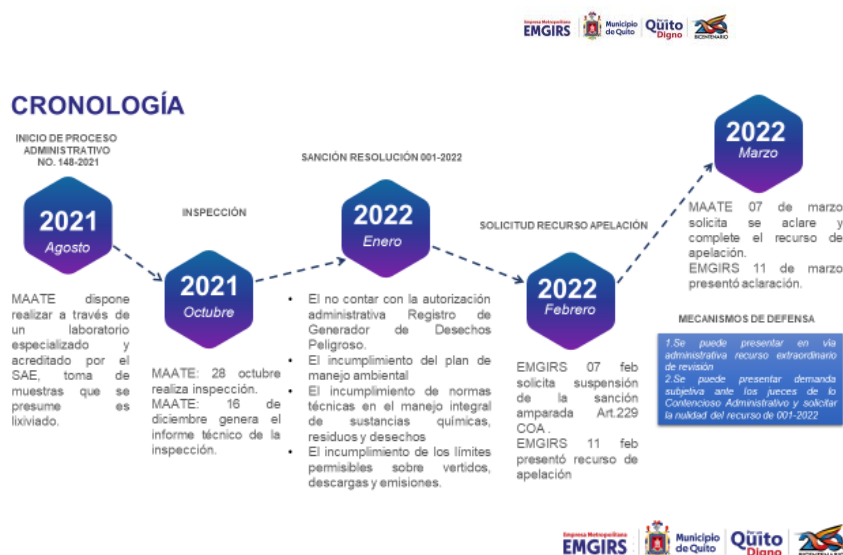 Empresa Metropolitana
EMGIRS
Municipio
de Quito
Por un
Quito
Digno
BICENTENARIO
CRONOLOGÍA
INICIO DE PROCESO
ADMINISTRATIVO
NO. 148-2021
2021
Agosto
MAATE dispone
realizar a través de
un laboratorio
especializado y
acreditado por el
SAE, toma de
muestras que se
presume es
lixiviado.
INSPECCIÓN
2021
Octubre
MAATE: 28 octubre
realiza inspección.
MAATE: 16 de
diciembre genera el
informe técnico de la
inspección.
SANCIÓN RESOLUCIÓN 001-2022
2022
Enero
• El no contar con la autorización
administrativa Registro de
Generador de Desechos
Peligroso.
• El incumplimiento del plan de
manejo ambiental
• El incumplimiento de normas
técnicas en el manejo integral
de sustancias químicas,
residuos y desechos
• El incumplimiento de los límites
permisibles sobre vertidos,
descargas y emisiones.
SOLICITUD RECURSO APELACIÓN
2022
Febrero
EMGIRS 07 feb
solicita suspensión
de la sanción
amparada Art.229
COA .
EMGIRS 11 feb
presentó recurso de
apelación
2022
Marzo
MAATE 07 de marzo
solicita se aclare y
complete el recurso de
apelación.
EMGIRS 11 de marzo
presentó aclaración.
MECANISMOS DE DEFENSA
1.Se puede presentar en vía
administrativa recurso extraordinario
de revisión
2.Se puede presentar demanda
subjetiva ante los jueces de lo
Contencioso Administrativo y solicitar
la nulidad del recurso de 001-2022
Empresa Metropolitana
EMGIRS
Municipio
de Quito
Por un
Quito
Digno
BICENTENARIO